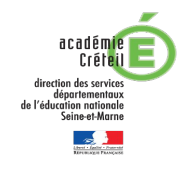 académie
Créteil
direction des services
départementaux
de l'éducation nationale
Seine-et-Marne
Liberté • Égalité • Fraternité
RÉPUBLIQUE FRANÇAISE